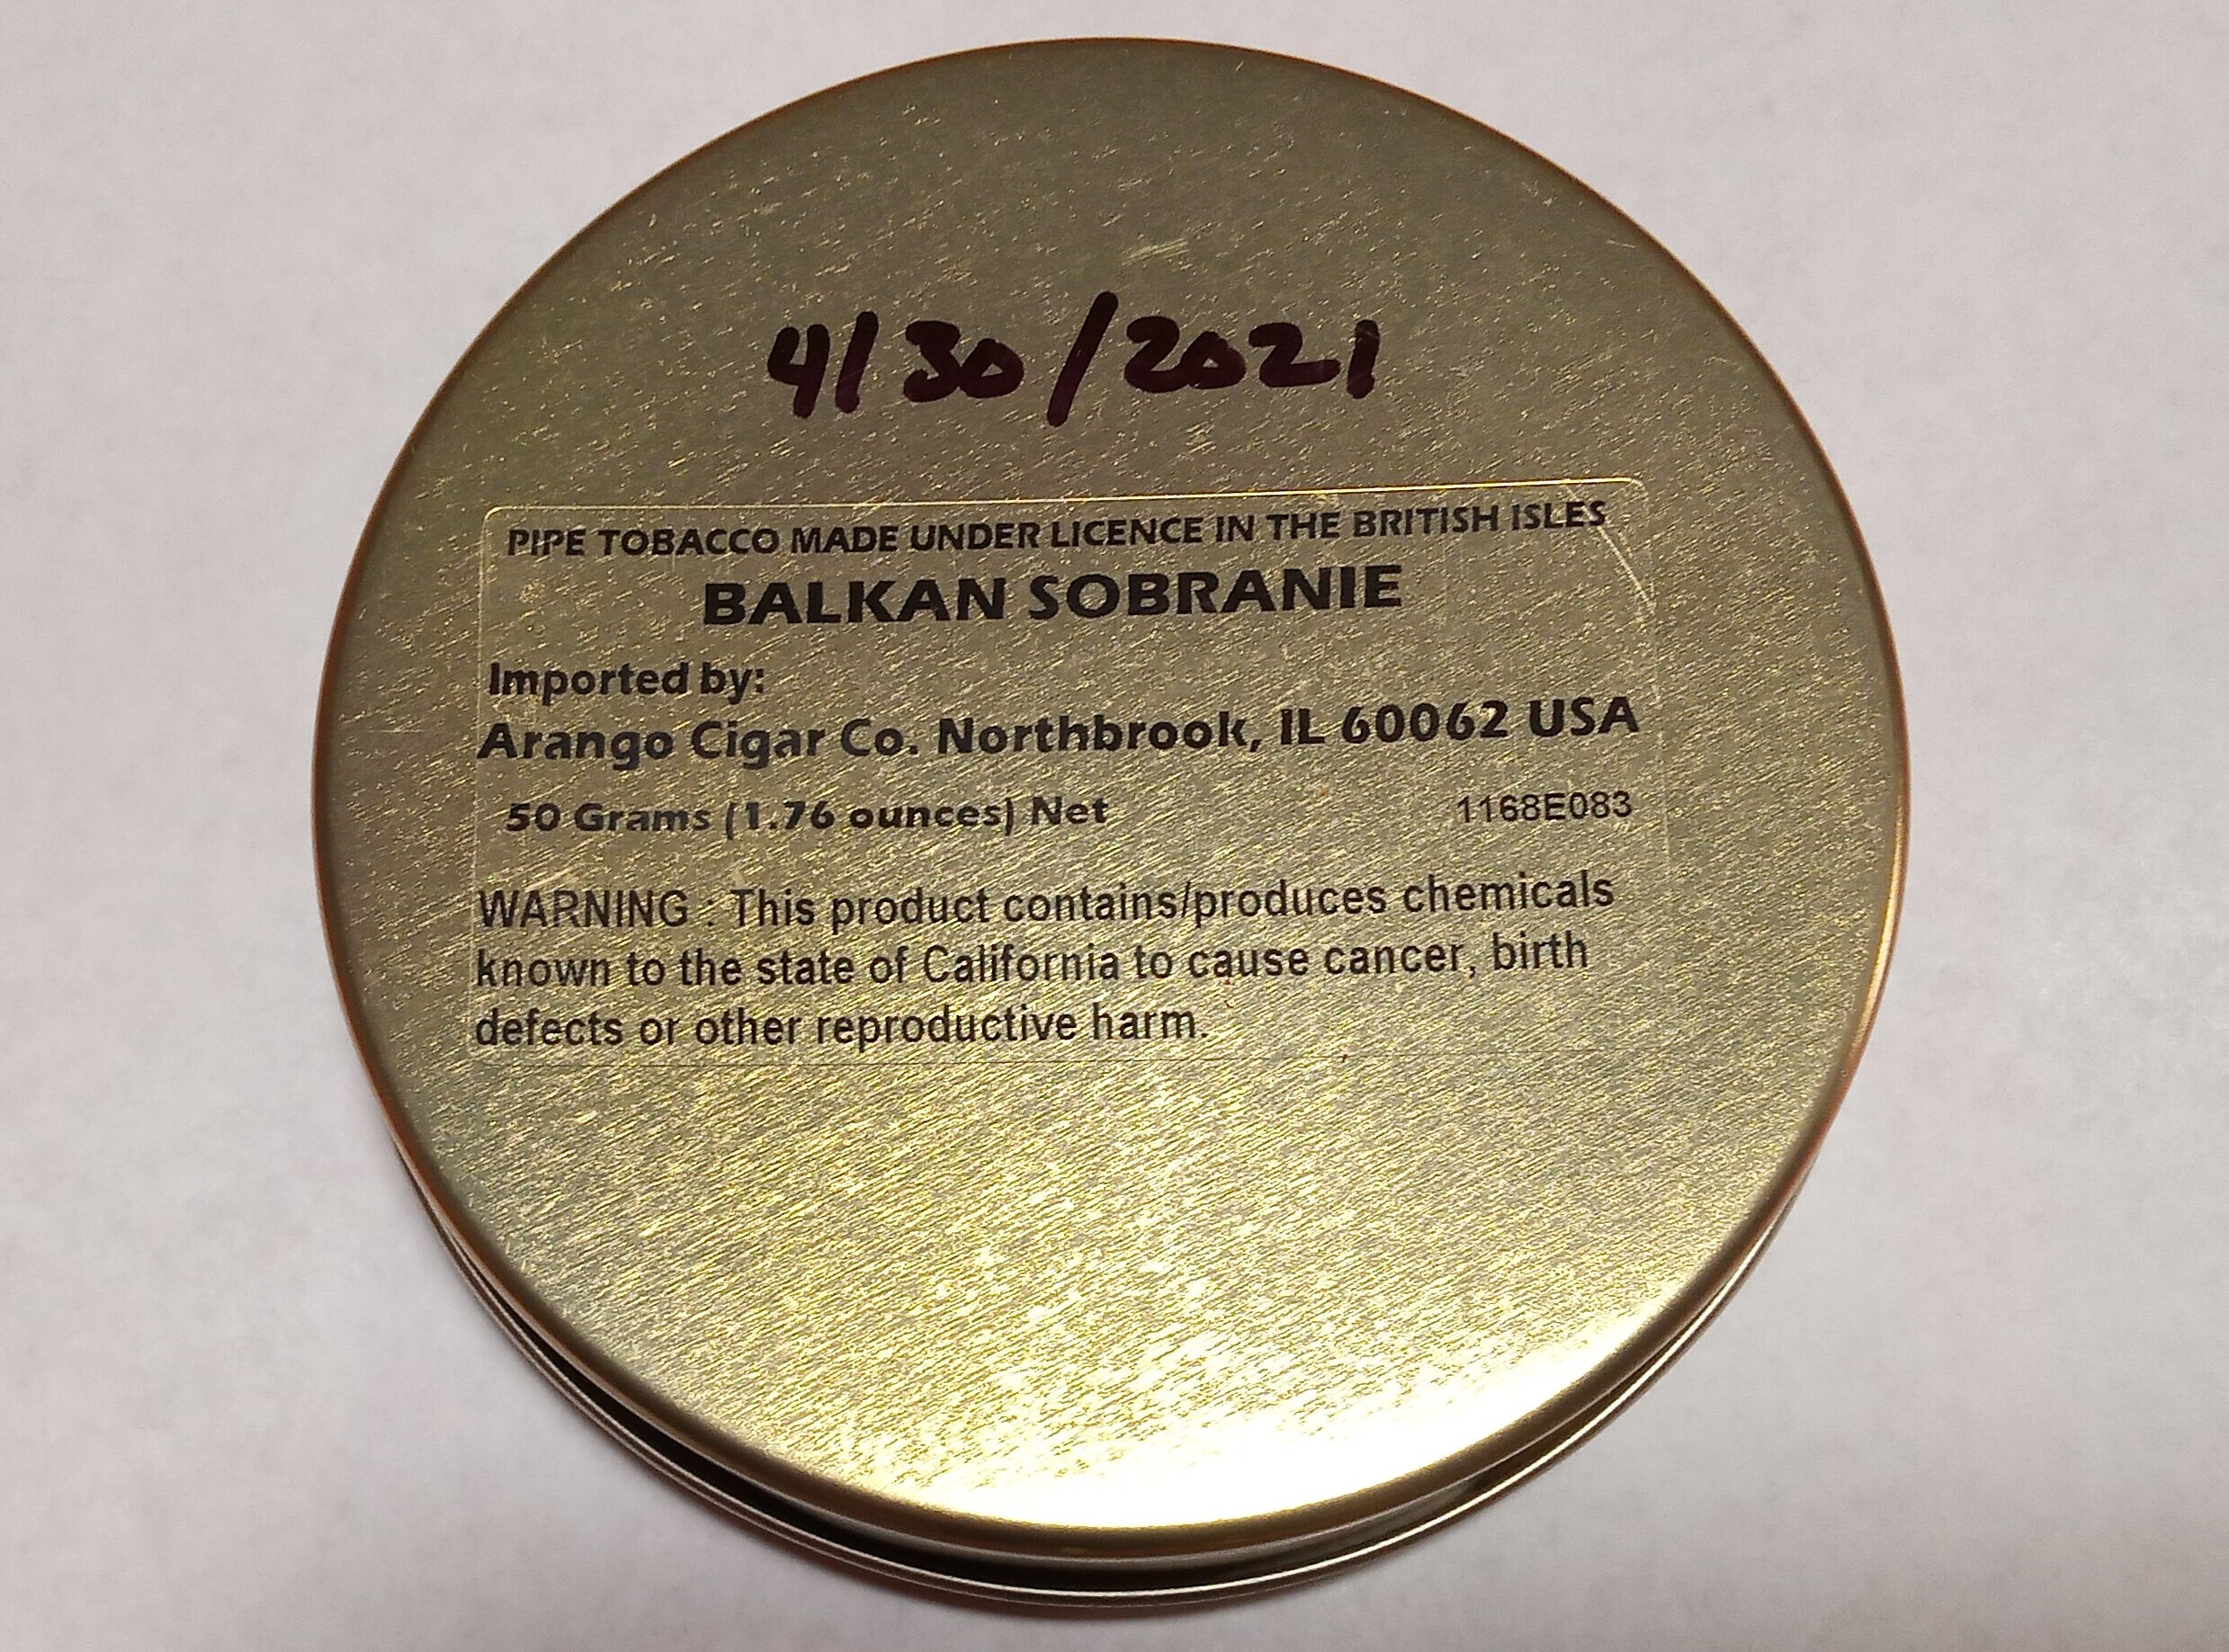 4/30/2021
PIPE TOBACCO MADE UNDER LICENCE IN THE BRITISH ISLES
BALKAN SOBRANIE
Imported by:
Arango Cigar Co. Northbrook, IL 60062 USA
50 Grams (1.76 ounces) Net 1168E083
WARNING : This product contains/produces chemicals
known to the state of California to cause cancer, birth
defects or other reproductive harm.